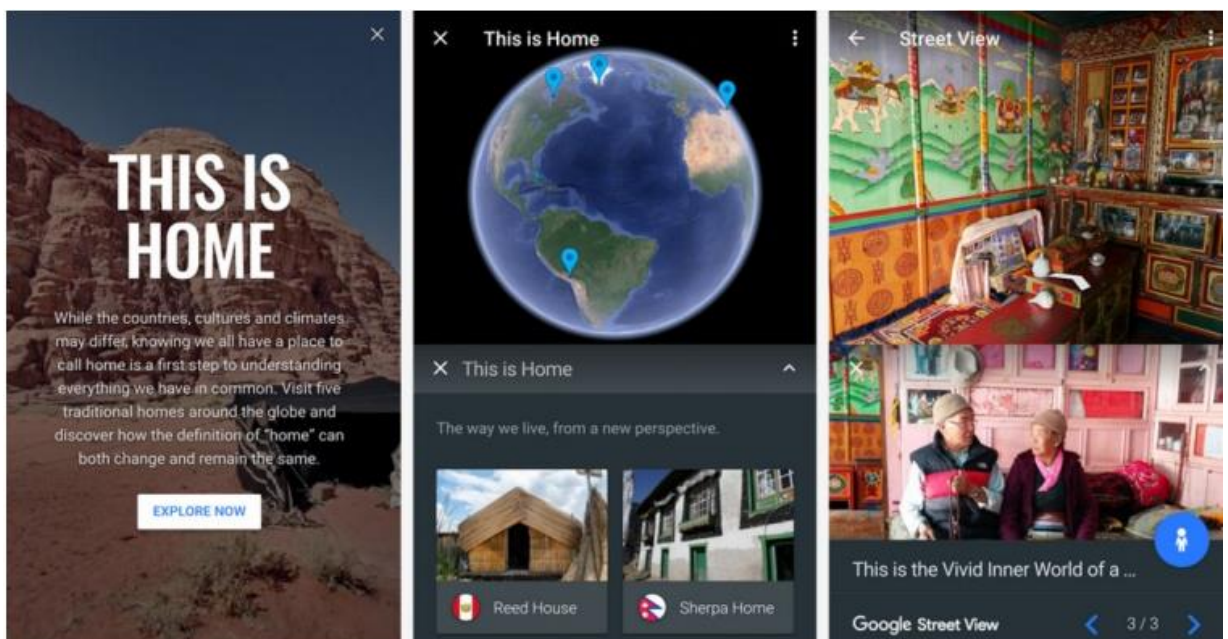 THIS IS
HOME
While the countries, cultures and climates
may differ, knowing we all have a place to
call home is a first step to understanding
everything we have in common. Visit five
traditional homes around the globe and
discover how the definition of "home" can
both change and remain the same.
EXPLORE NOW
This is Home
This is Home
The way we live, from a new perspective.
Reed House
Sherpa Home
Street View
This is the Vivid Inner World of a ...
Google Street View
3 / 3